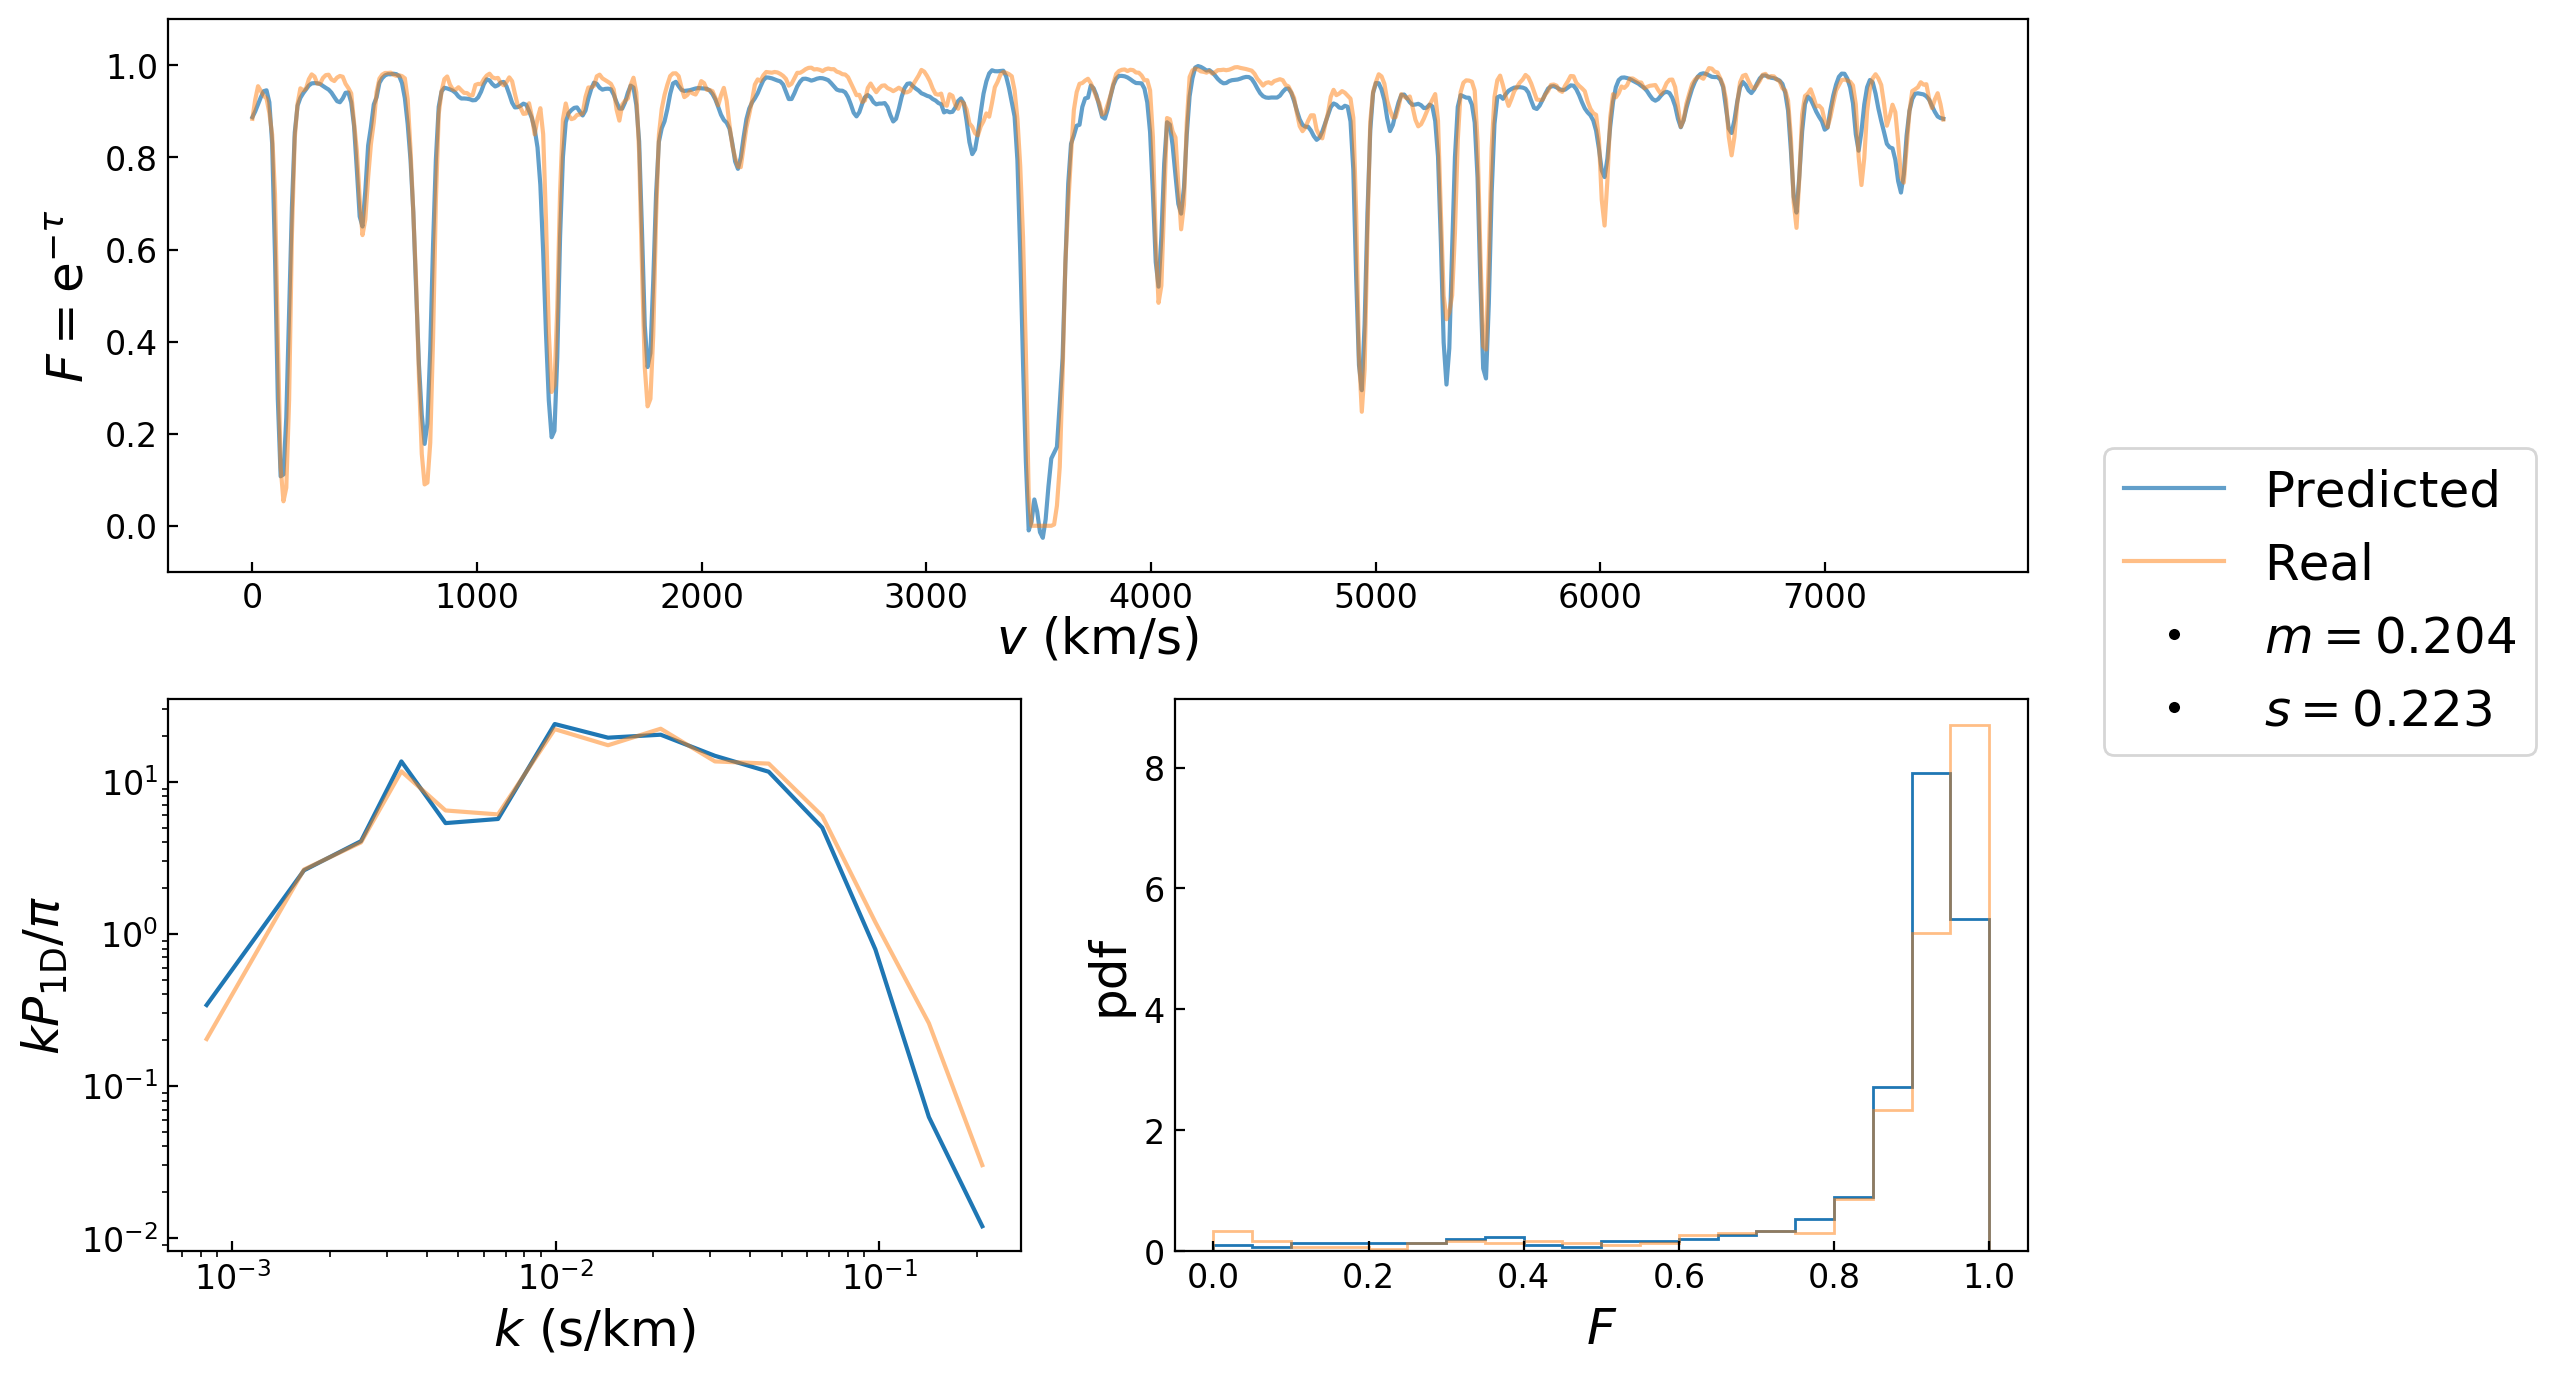 1.0
0.8
0.6
0.4
0.2
0.0
F = e^{−τ}
0 1000 2000 3000 4000 5000 6000 7000
v (km/s)
Predicted
Real
m = 0.204
s = 0.223
10^1
10^0
10^{−1}
10^{−2}
kP_{1D}/π
10^{−3} 10^{−2} 10^{−1}
k (s/km)
8
6
4
2
0
pdf
0.0 0.2 0.4 0.6 0.8 1.0
F